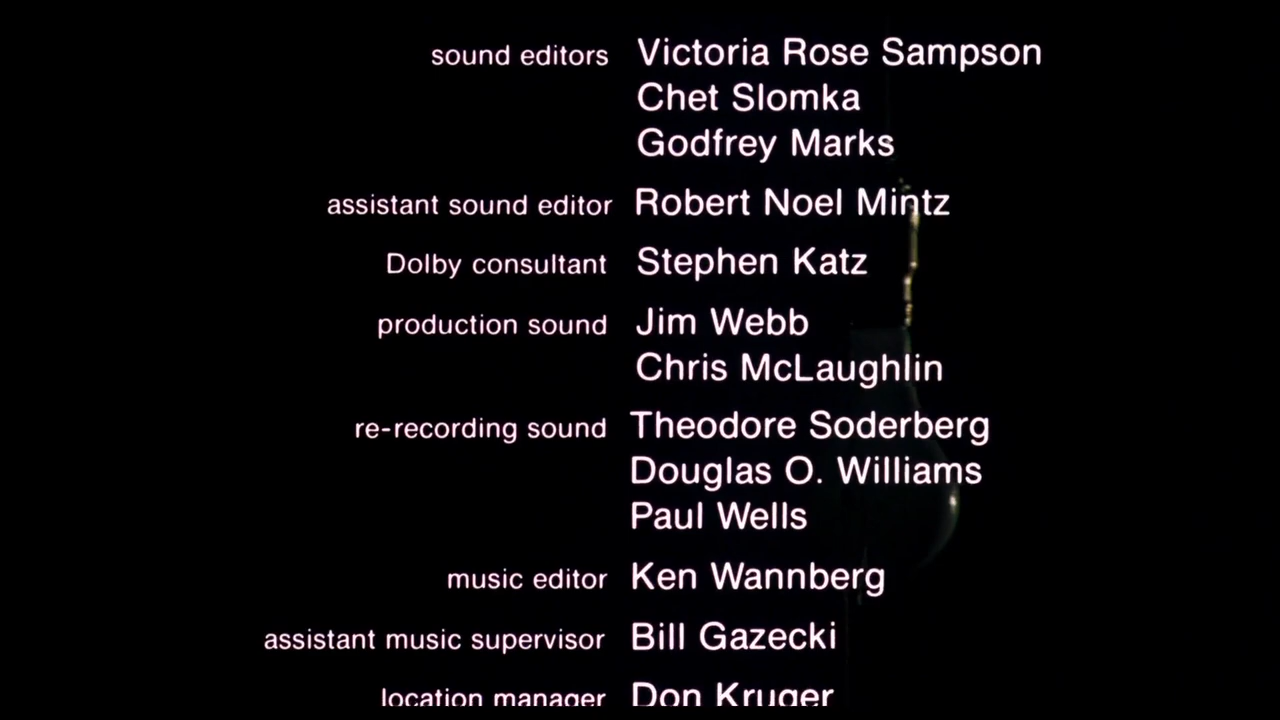 sound editors Victoria Rose Sampson
Chet Slomka
Godfrey Marks
assistant sound editor Robert Noel Mintz
Dolby consultant Stephen Katz
production sound Jim Webb
Chris McLaughlin
re-recording sound Theodore Soderberg
Douglas O. Williams
Paul Wells
music editor Ken Wannberg
assistant music supervisor Bill Gazecki
location manager Don Kruger